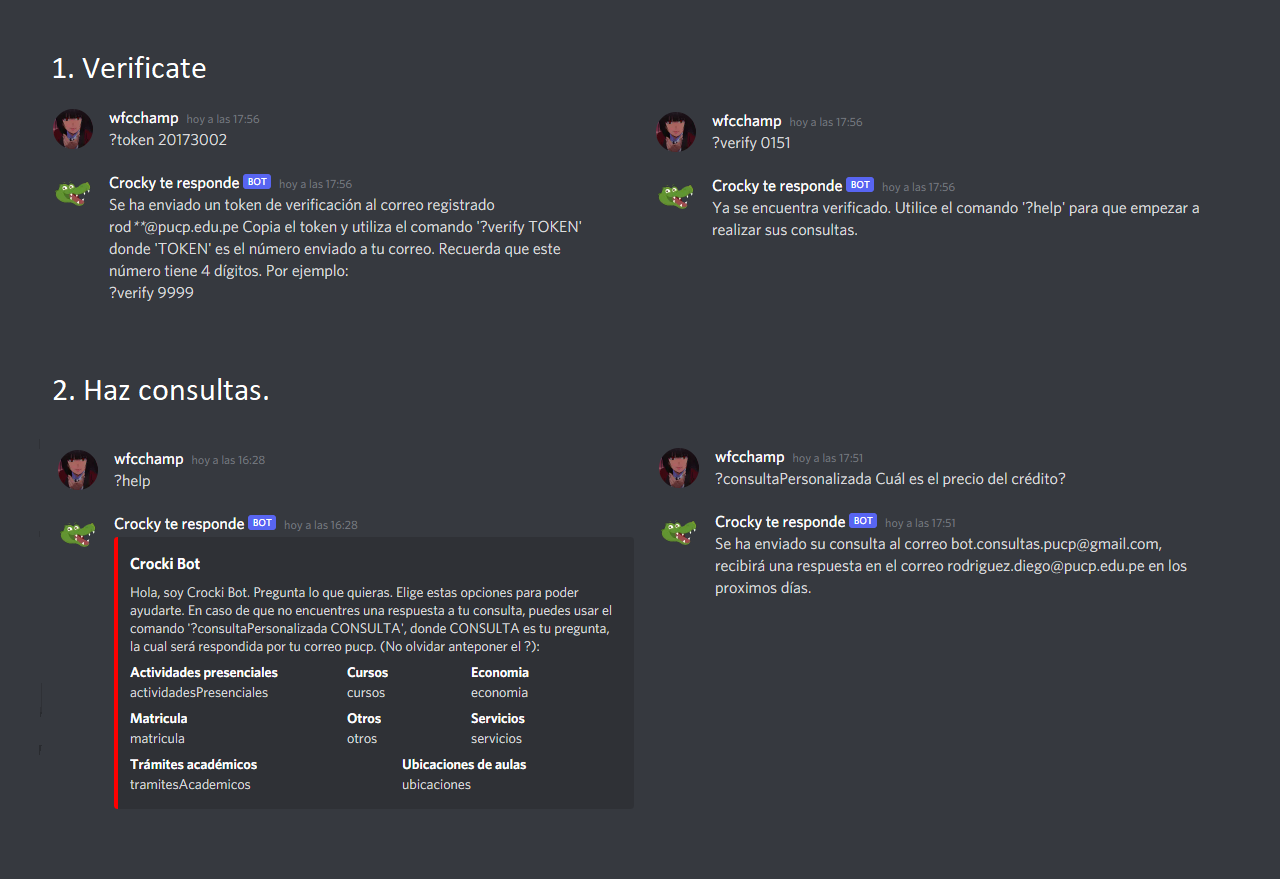 1. Verificate
wfcchamp hoy a las 17:56
?token 20173002
Crocky te responde BOT hoy a las 17:56
Se ha enviado un token de verificación al correo registrado
rod**@pucp.edu.pe Copia el token y utiliza el comando '?verify TOKEN'
donde 'TOKEN' es el número enviado a tu correo. Recuerda que este
número tiene 4 dígitos. Por ejemplo:
?verify 9999
wfcchamp hoy a las 17:56
?verify 0151
Crocky te responde BOT hoy a las 17:56
Ya se encuentra verificado. Utilice el comando '?help' para que empezar a
realizar sus consultas.
2. Haz consultas.
wfcchamp hoy a las 16:28
?help
Crocky te responde BOT hoy a las 16:28
Crocki Bot
Hola, soy Crocki Bot. Pregunta lo que quieras. Elige estas opciones para poder
ayudarte. En caso de que no encuentres una respuesta a tu consulta, puedes usar el
comando '?consultaPersonalizada CONSULTA', donde CONSULTA es tu pregunta,
la cual será respondida por tu correo pucp. (No olvidar anteponer el ?):
Actividades presenciales Cursos Economia
actividadesPresenciales cursos economia
Matricula Otros Servicios
matricula otros servicios
Trámites académicos Ubicaciones de aulas
tramitesAcademicos ubicaciones
wfcchamp hoy a las 17:51
?consultaPersonalizada Cuál es el precio del crédito?
Crocky te responde BOT hoy a las 17:51
Se ha enviado su consulta al correo bot.consultas.pucp@gmail.com,
recibirá una respuesta en el correo rodriguez.diego@pucp.edu.pe en los
proximos días.